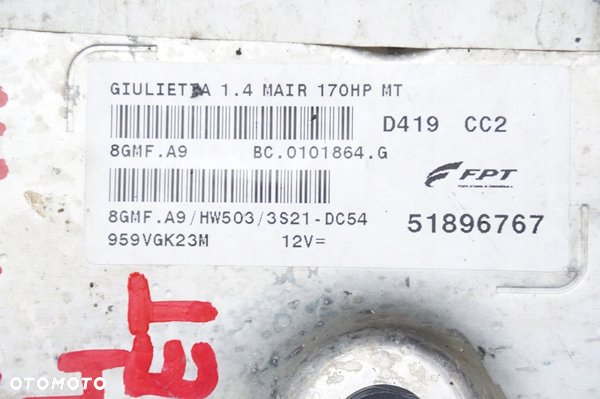 GIULIETTA 1.4 MAIR 170HP MT
D419 CC2
8GMF.A9 BC.0101864.G
FPT
8GMF.A9/HW503/3S21-DC54
51896767
959VGK23M 12V=
OTOMOTO